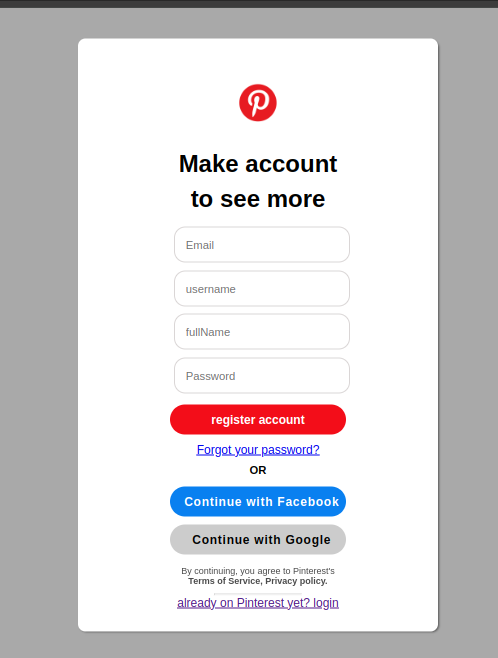 Make account
to see more
Email
username
fullName
Password
register account
Forgot your password?
OR
Continue with Facebook
Continue with Google
By continuing, you agree to Pinterest's
Terms of Service, Privacy policy.
already on Pinterest yet? login